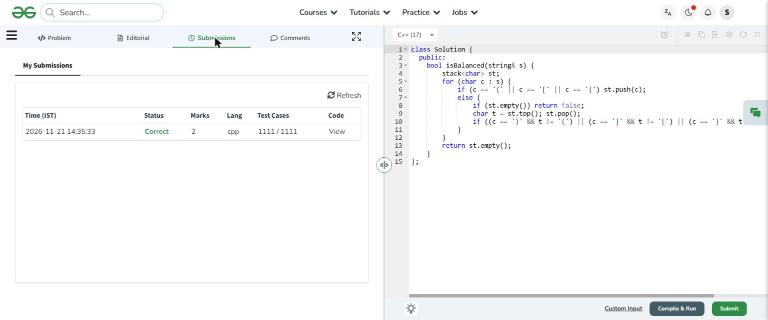 Search...
Courses Tutorials Practice Jobs
S
Problem Editorial Submissions Comments
My Submissions
Refresh
Time (IST) Status Marks Lang Test Cases Code
2026-11-21 14:35:33 Correct 2 cpp 1111 / 1111 View
C++ (17)
1 class Solution {
2 public:
3 bool isBalanced(string& s) {
4 stack<char> st;
5 for (char c : s) {
6 if (c == '(' || c == '[' || c == '{') st.push(c);
7 else {
8 if (st.empty()) return false;
9 char t = st.top(); st.pop();
10 if ((c == ')' && t != '(') || (c == ']' && t != '[') || (c == '}' && t
11 }
12 }
13 return st.empty();
14 }
15 };
Custom Input Compile & Run Submit